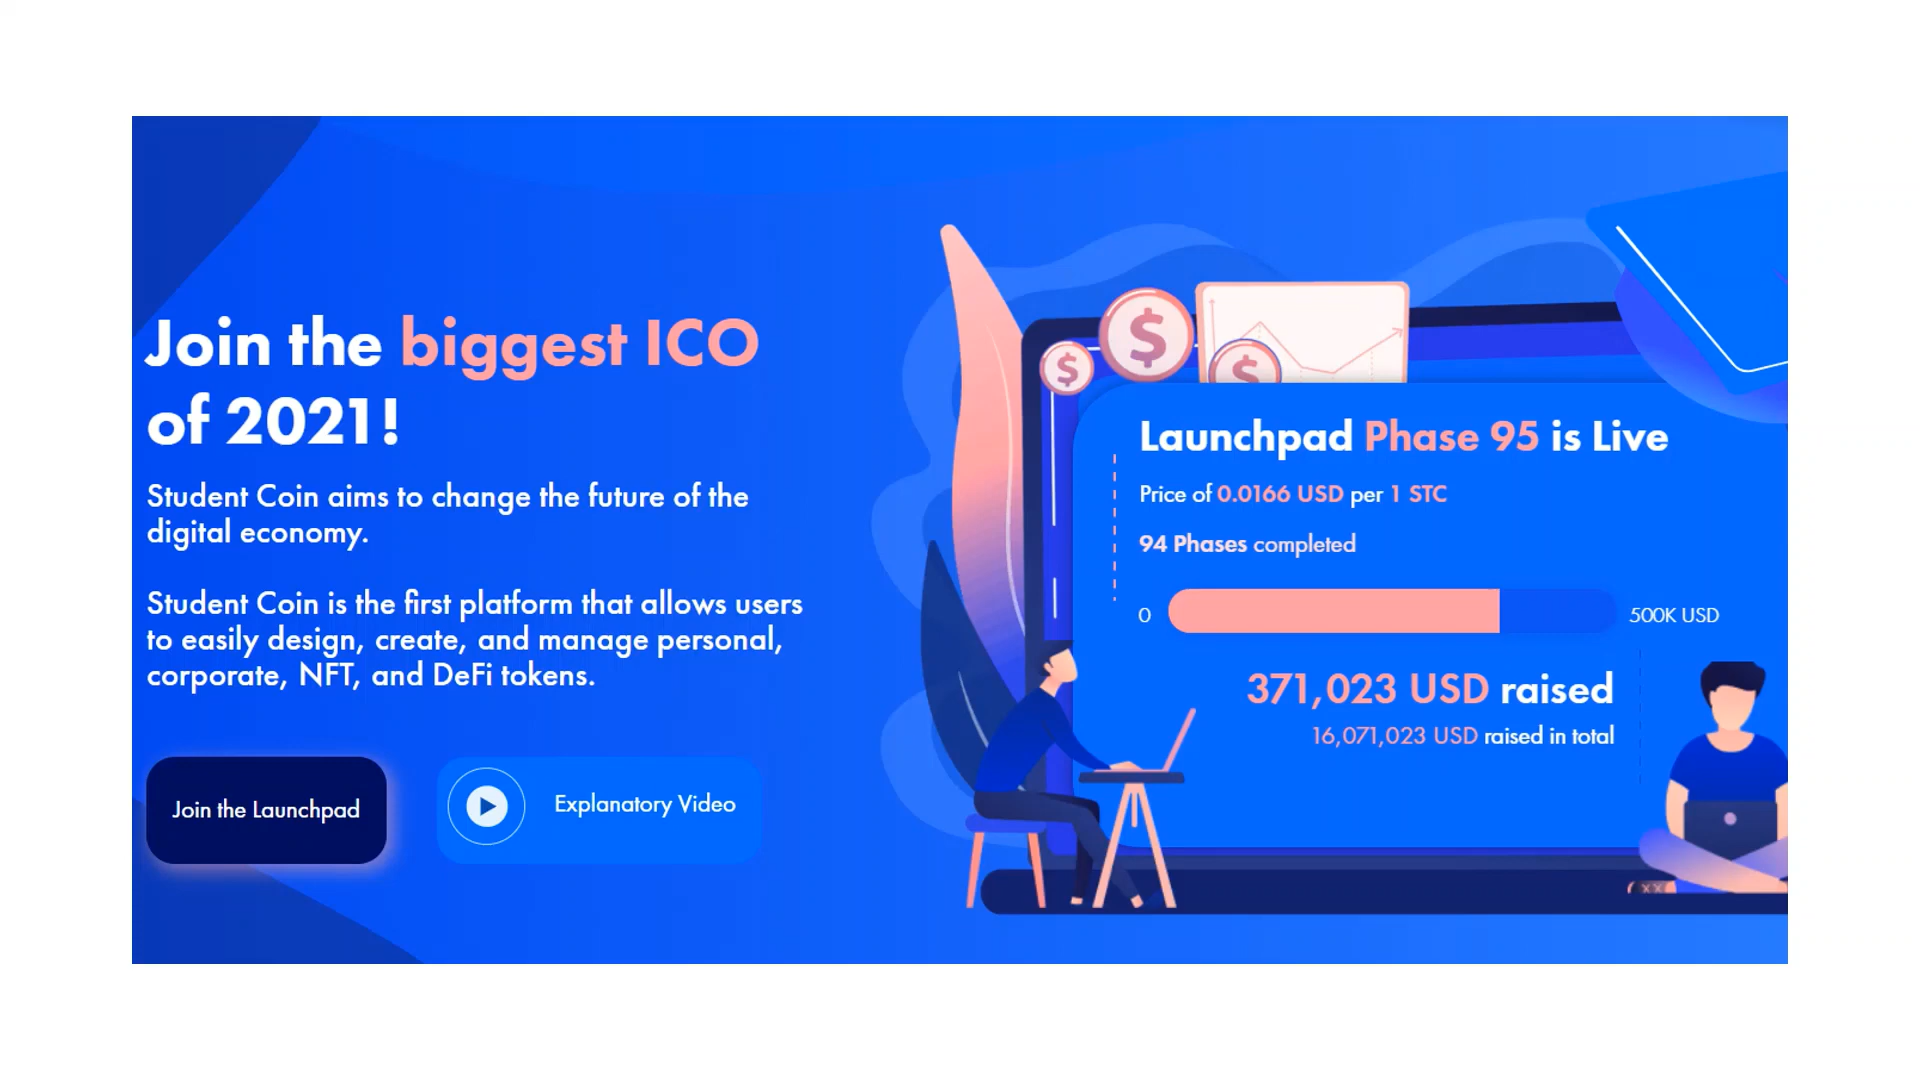 Join the biggest ICO
of 2021!
Student Coin aims to change the future of the
digital economy.
Student Coin is the first platform that allows users
to easily design, create, and manage personal,
corporate, NFT, and DeFi tokens.
Join the Launchpad
Explanatory Video
$
$
$
Launchpad Phase 95 is Live
Price of 0.0166 USD per 1 STC
94 Phases completed
0
500K USD
371,023 USD raised
16,071,023 USD raised in total